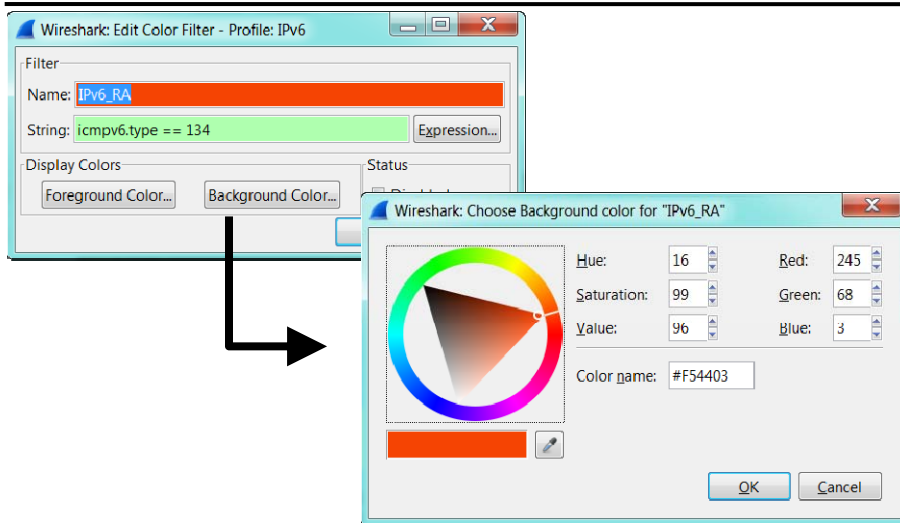 Wireshark: Edit Color Filter - Profile: IPv6
Filter
Name: IPv6_RA
String: icmpv6.type == 134
Expression...
Display Colors
Status
Foreground Color...
Background Color...
Wireshark: Choose Background color for "IPv6_RA"
Hue: 16
Red: 245
Saturation: 99
Green: 68
Value: 96
Blue: 3
Color name: #F54403
OK
Cancel